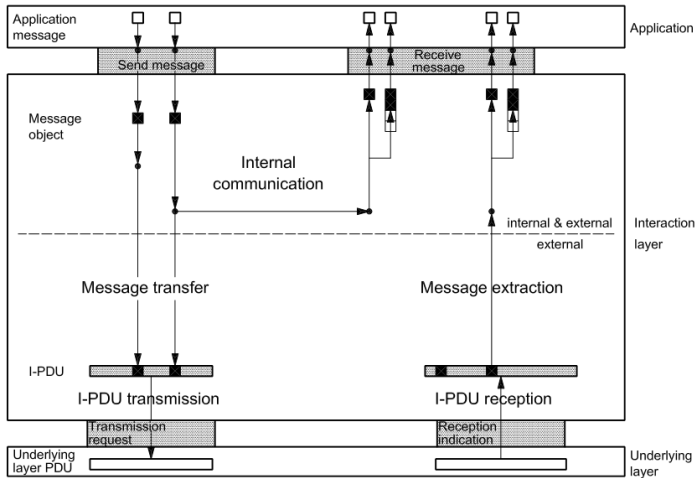 Application
message
Application
Send message
Receive
message
Message
object
Internal
communication
internal & external
external
Interaction
layer
Message transfer
Message extraction
I-PDU
I-PDU transmission
I-PDU reception
Transmission
request
Reception
indication
Underlying
layer PDU
Underlying
layer